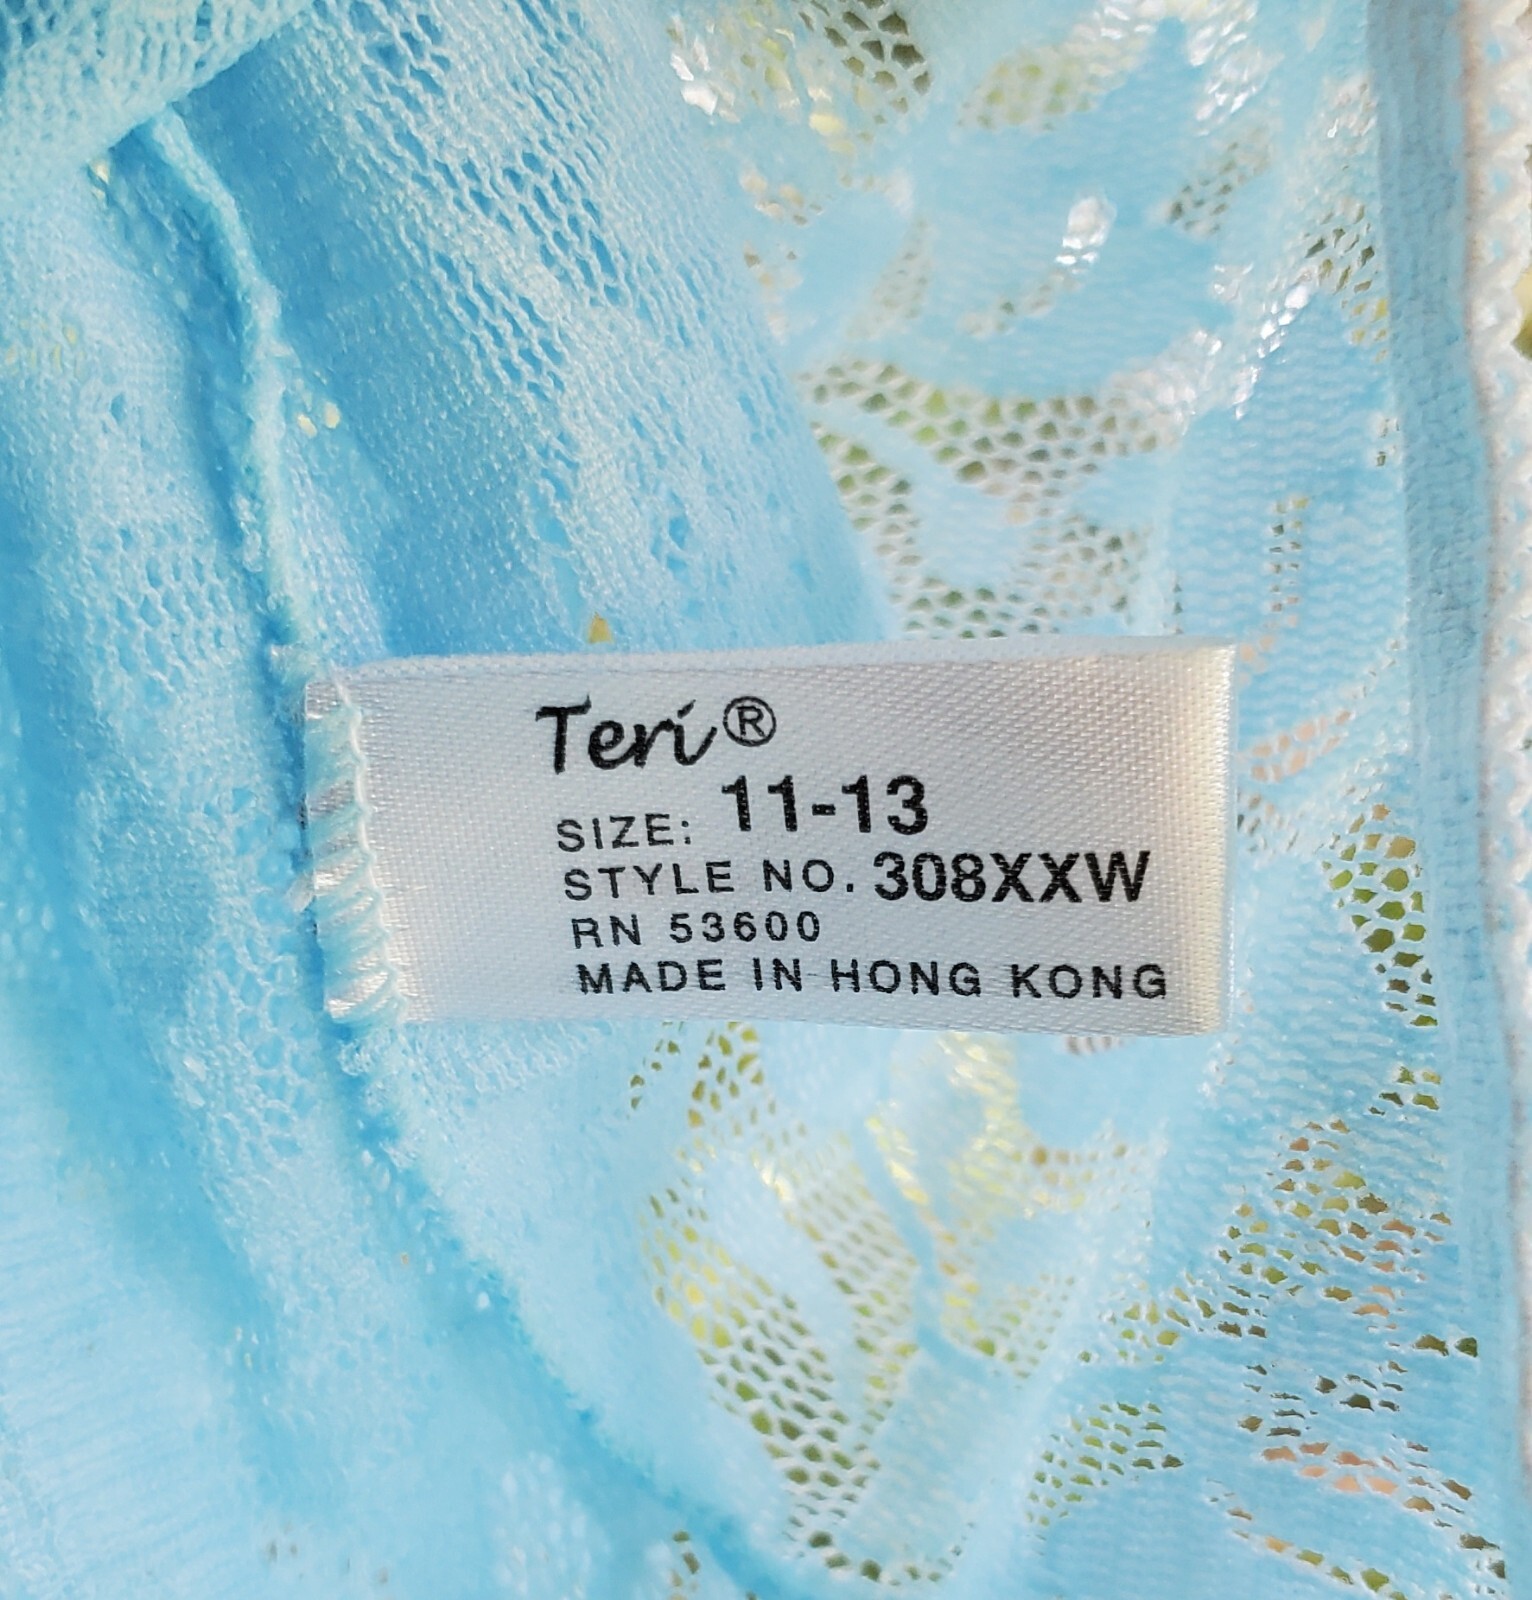 Teri®
SIZE: 11-13
STYLE NO. 308XXW
RN 53600
MADE IN HONG KONG